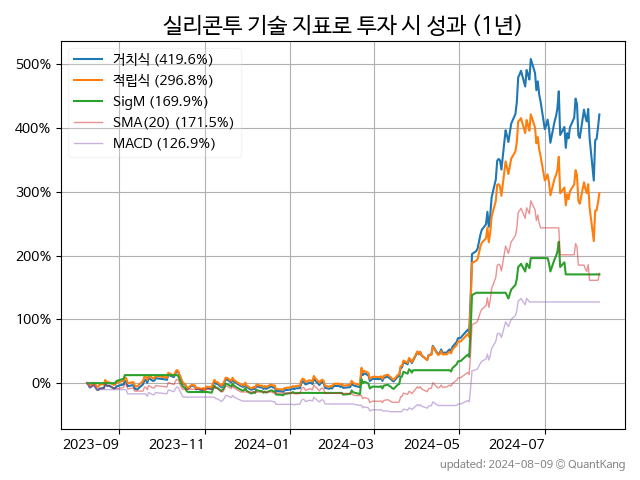 실리콘투 기술 지표로 투자 시 성과 (1년)
거치식 (419.6%)
적립식 (296.8%)
SigM (169.9%)
SMA(20) (171.5%)
MACD (126.9%)
500%
400%
300%
200%
100%
0%
2023-09 2023-11 2024-01 2024-03 2024-05 2024-07
updated: 2024-08-09 © QuantKang